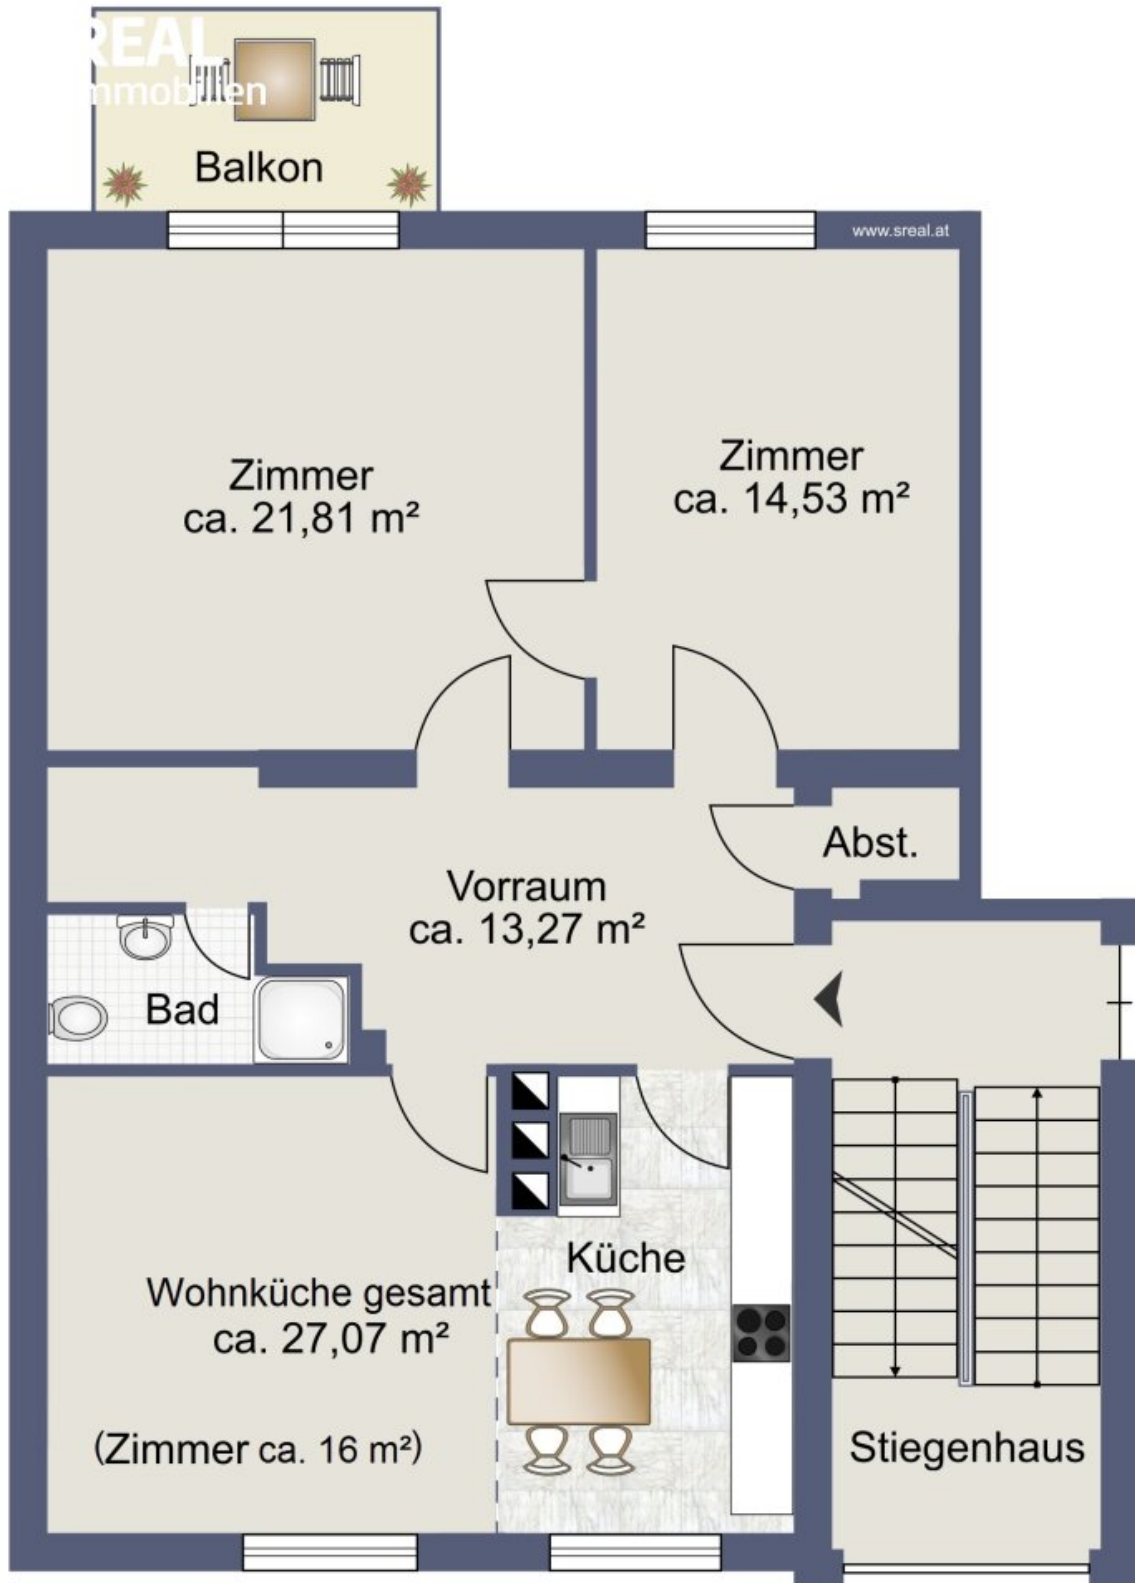 REAL
mmobilien
Balkon
www.sreal.at
Zimmer
ca. 21,81 m²
Zimmer
ca. 14,53 m²
Abst.
Vorraum
ca. 13,27 m²
Bad
Küche
Wohnküche gesamt
ca. 27,07 m²
(Zimmer ca. 16 m²)
Stiegenhaus